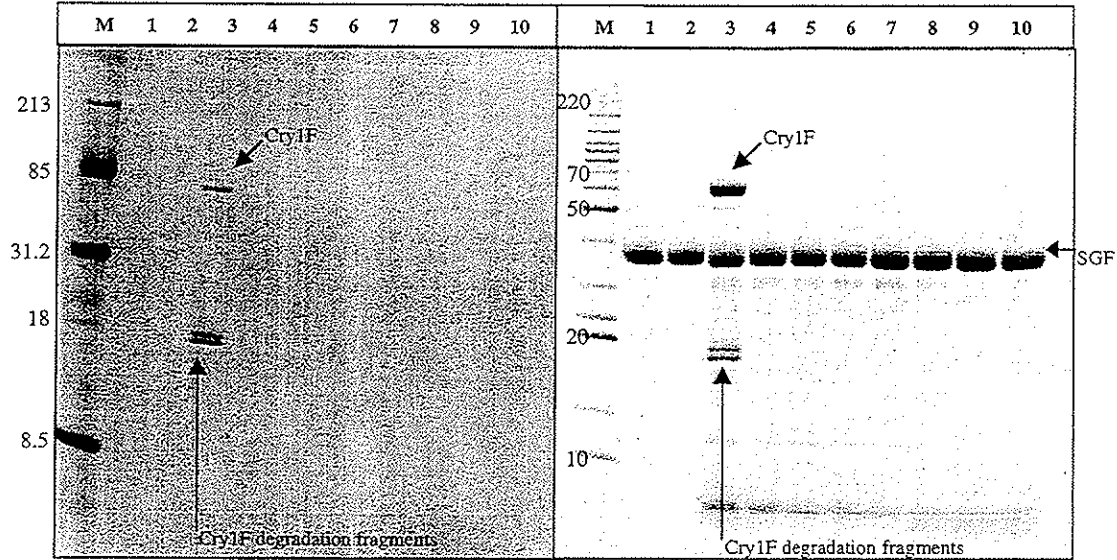 M 1 2 3 4 5 6 7 8 9 10
213
Cry1F
85
31.2
18
8.5
Cry1F degradation fragments
M 1 2 3 4 5 6 7 8 9 10
220
Cry1F
70
50
SGF
20
10
Cry1F degradation fragments